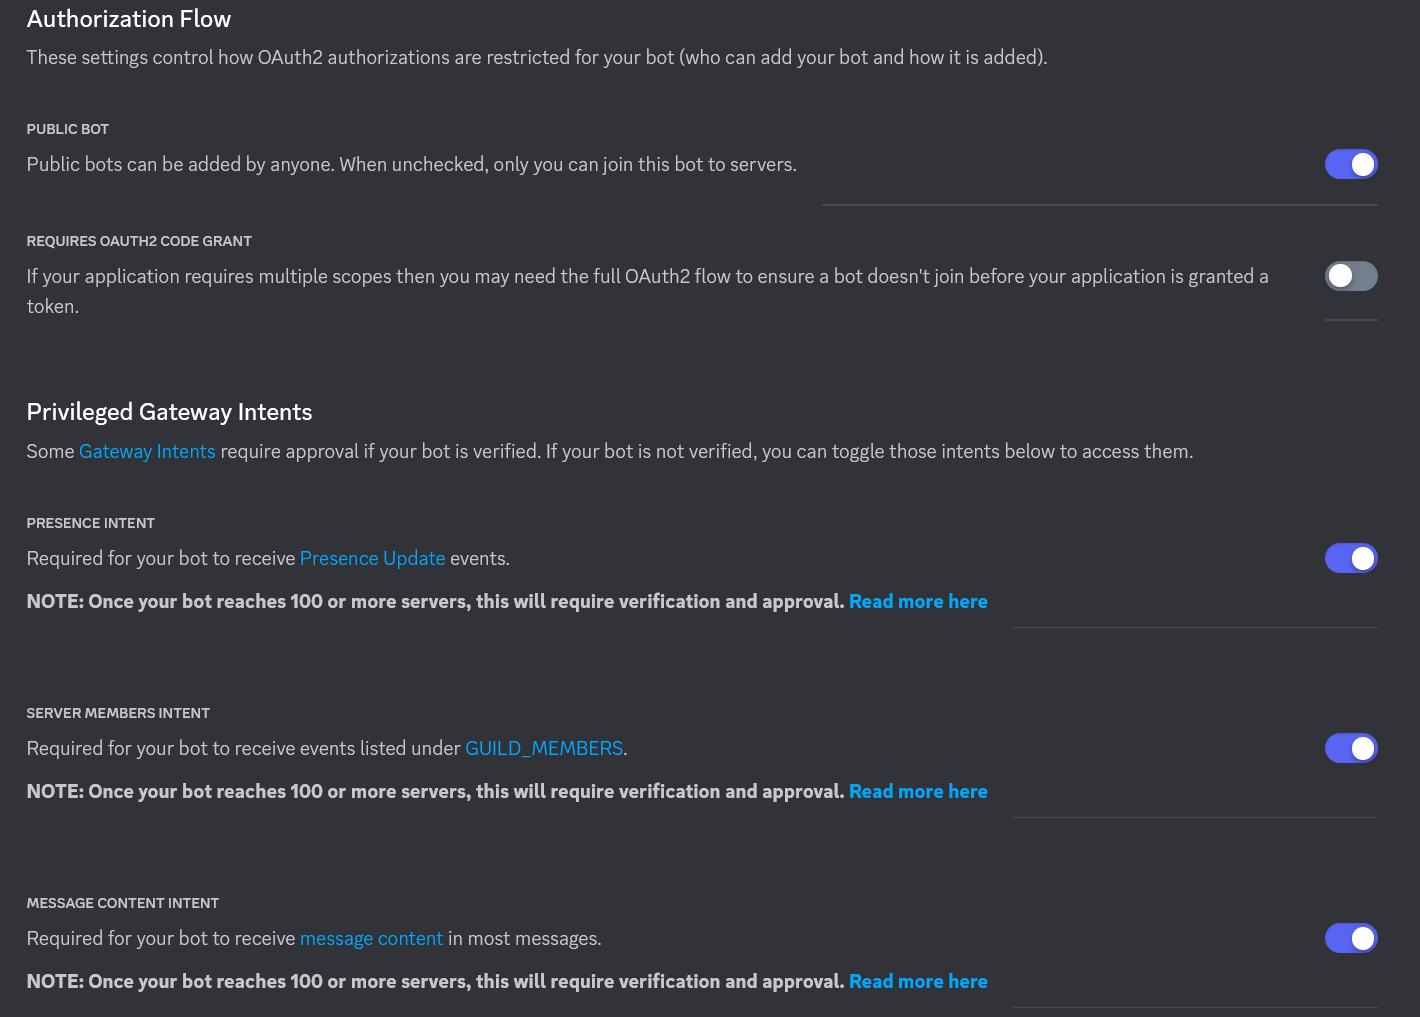 Authorization Flow
These settings control how OAuth2 authorizations are restricted for your bot (who can add your bot and how it is added).
PUBLIC BOT
Public bots can be added by anyone. When unchecked, only you can join this bot to servers.
REQUIRES OAUTH2 CODE GRANT
If your application requires multiple scopes then you may need the full OAuth2 flow to ensure a bot doesn't join before your application is granted a
token.
Privileged Gateway Intents
Some Gateway Intents require approval if your bot is verified. If your bot is not verified, you can toggle those intents below to access them.
PRESENCE INTENT
Required for your bot to receive Presence Update events.
NOTE: Once your bot reaches 100 or more servers, this will require verification and approval. Read more here
SERVER MEMBERS INTENT
Required for your bot to receive events listed under GUILD_MEMBERS.
NOTE: Once your bot reaches 100 or more servers, this will require verification and approval. Read more here
MESSAGE CONTENT INTENT
Required for your bot to receive message content in most messages.
NOTE: Once your bot reaches 100 or more servers, this will require verification and approval. Read more here